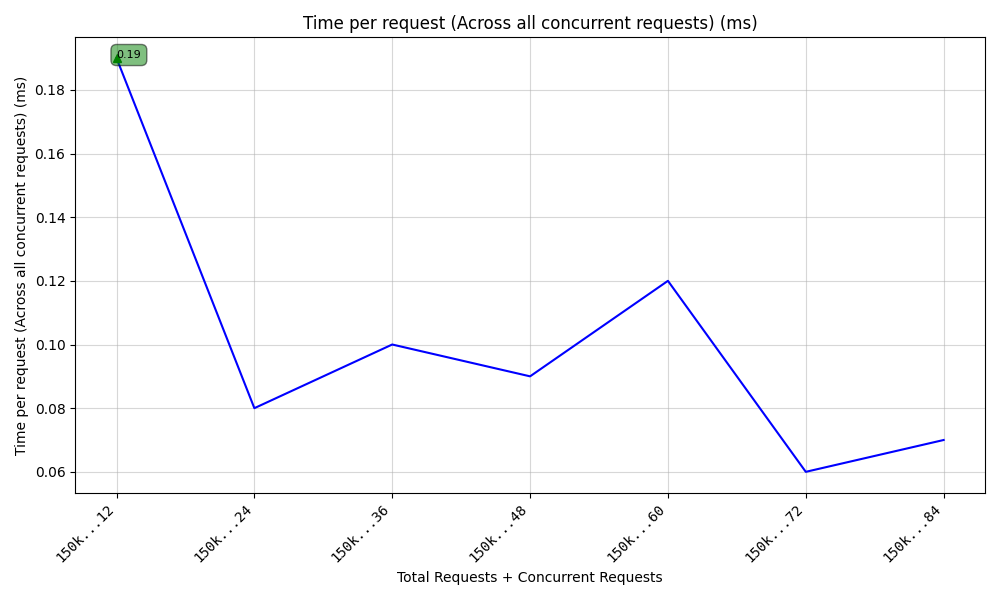 Time per request (Across all concurrent requests) (ms)
0.19
Time per request (Across all concurrent requests) (ms)
0.18
0.16
0.14
0.12
0.10
0.08
0.06
150k...12
150k...24
150k...36
150k...48
150k...60
150k...72
150k...84
Total Requests + Concurrent Requests